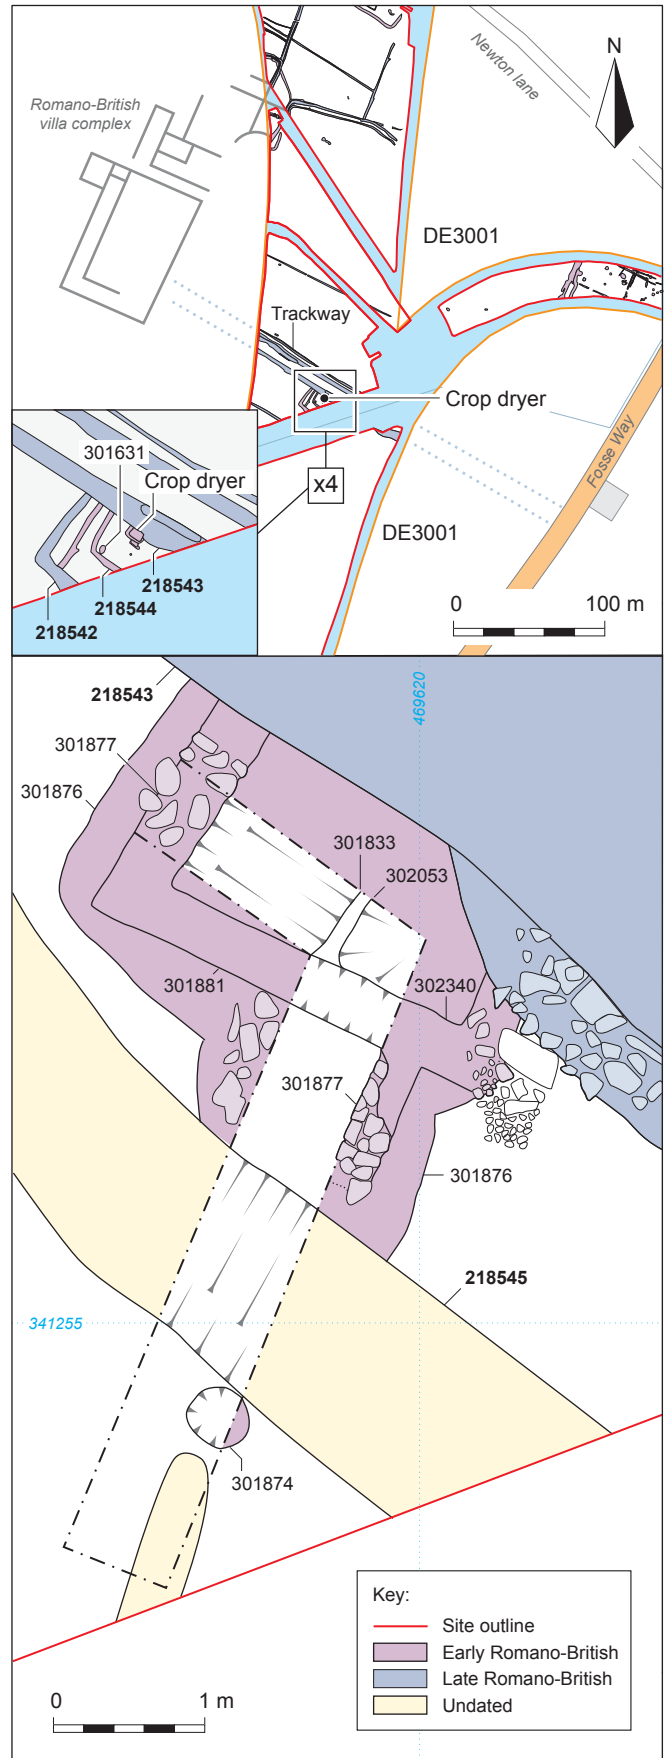 Romano-British
villa complex
Newton lane
N
DE3001
Trackway
Crop dryer
x4
DE3001
Fosse Way
0 100 m
301631
Crop dryer
218543
218544
218542
218543
469620
301877
301876
301833
302053
301881
302340
301877
301876
218545
341255
301874
Key:
Site outline
Early Romano-British
Late Romano-British
Undated
0 1 m